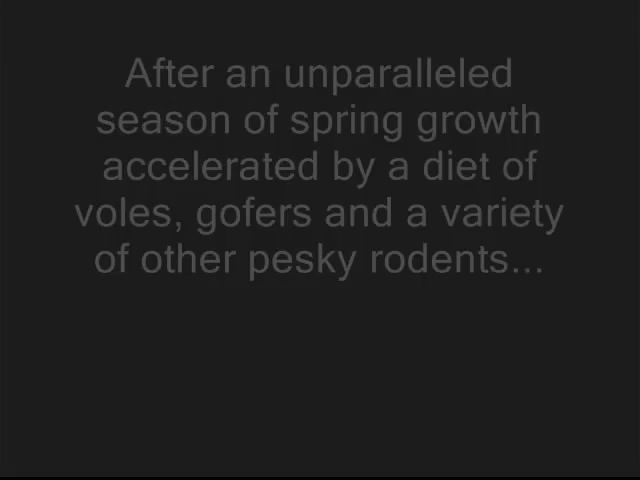 After an unparalleled
season of spring growth
accelerated by a diet of
voles, gofers and a variety
of other pesky rodents...